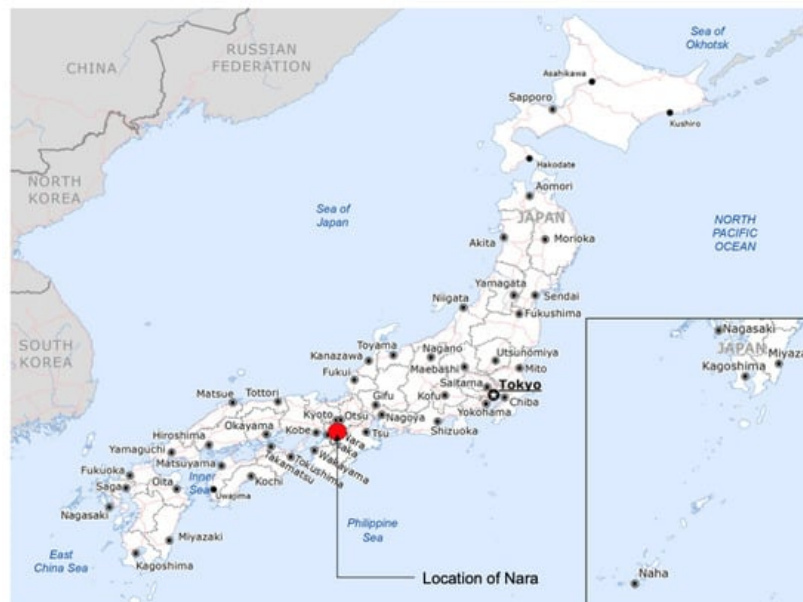 Sea of
Okhotsk
RUSSIAN
FEDERATION
CHINA
Asahikawa
Sapporo
Kushiro
Hakodate
NORTH
KOREA
Aomori
JAPAN
Sea of
Japan
NORTH
PACIFIC
OCEAN
Akita
Morioka
Yamagata
Niigata
Sendai
Fukushima
SOUTH
KOREA
Toyama
Kanazawa
Nagano
Utsunomiya
Maebashi
Mito
Fukui
Saitama
Tokyo
Matsue
Tottori
Gifu
Kofu
Chiba
Kyoto
Otsu
Nagoya
Yokohama
Okayama
Kobe
Tsu
Shizuoka
Hiroshima
Yamaguchi
Wakayama
Tokushima
Takamatsu
Matsuyama
Fukuoka
Inner
Sea
Saga
Oita
Uwajima
Kochi
Nagasaki
Philippine
Sea
Miyazaki
East
China Sea
Kagoshima
Location of Nara
Nagasaki
JAPAN
Kagoshima
Miyaza
Naha